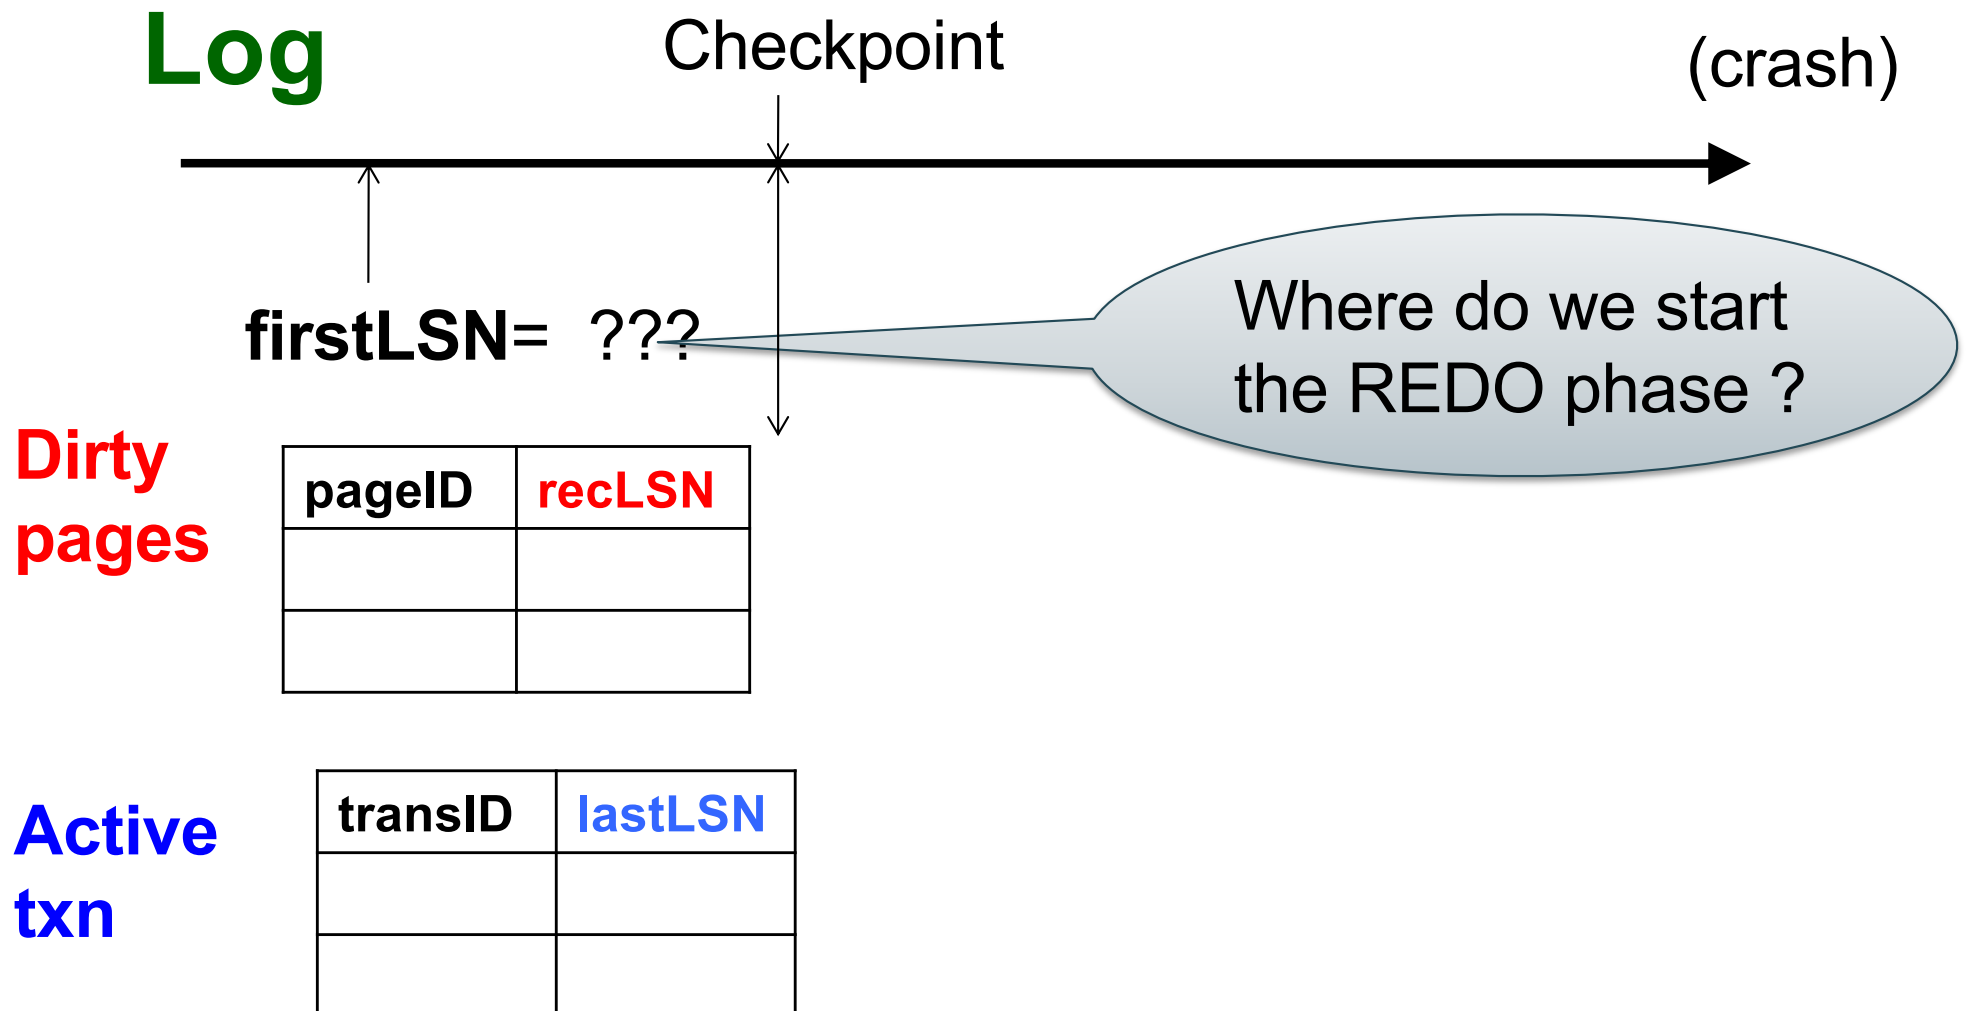 Log
Checkpoint
(crash)
firstLSN= ???
Where do we start
the REDO phase ?
Dirty
pages
pageID recLSN
Active
txn
transID lastLSN